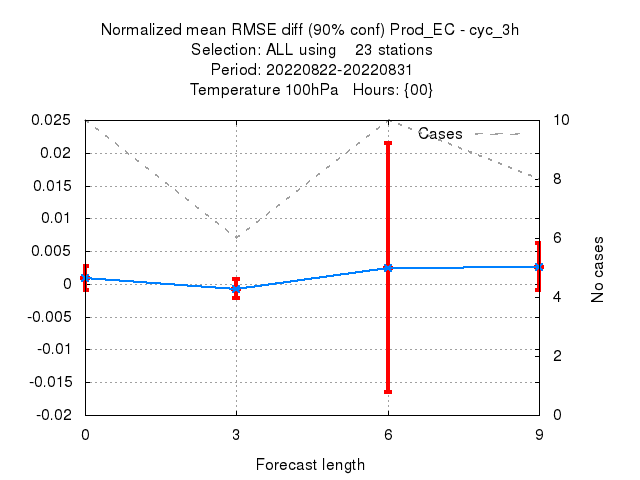 Normalized mean RMSE diff (90% conf) Prod_EC - cyc_3h
Selection: ALL using 23 stations
Period: 20220822-20220831
Temperature 100hPa Hours: {00}
Cases
0.025
0.02
0.015
0.01
0.005
0
-0.005
-0.01
-0.015
-0.02
10
8
6
4
2
0
No cases
0
3
6
9
Forecast length